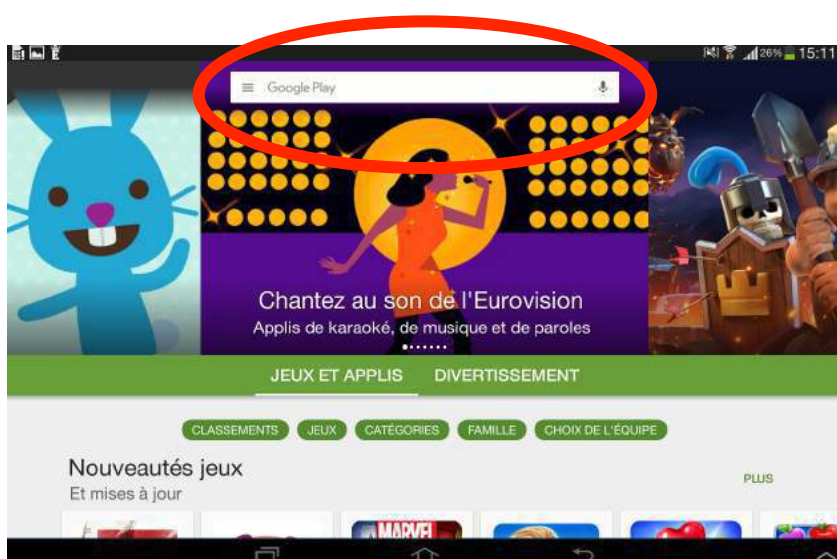 26% 15:11
Google Play
Chantez au son de l'Eurovision
Applis de karaoké, de musique et de paroles
JEUX ET APPLIS DIVERTISSEMENT
CLASSEMENTS JEUX CATÉGORIES FAMILLE CHOIX DE L'ÉQUIPE
Nouveautés jeux
PLUS
Et mises à jour
MARVEL